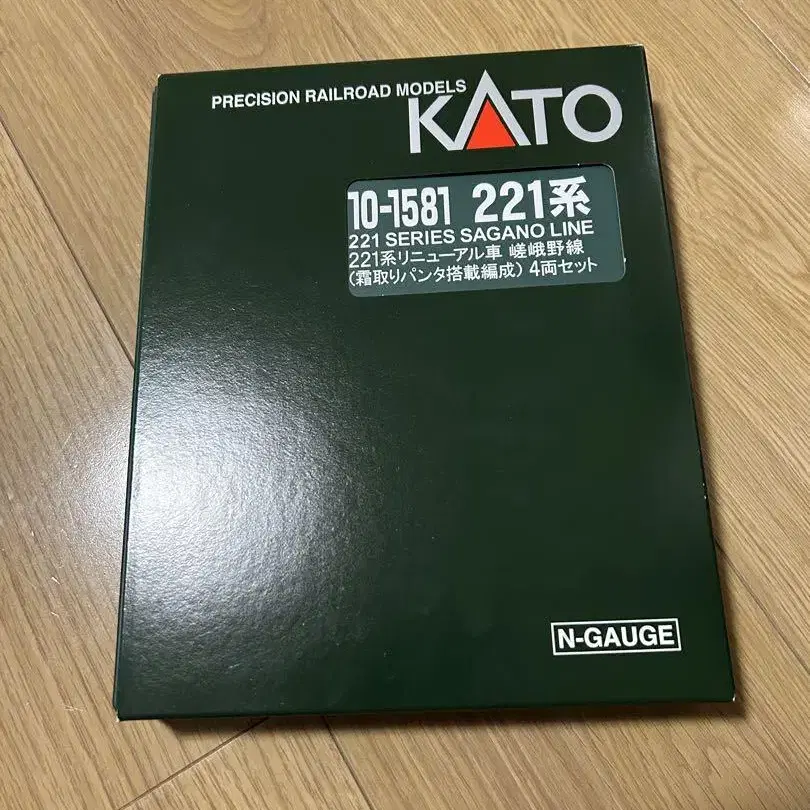 PRECISION RAILROAD MODELS
KATO
10-1581 221系
221 SERIES SAGANO LINE
221系リニューアル車 嵯峨野線
(霜取りパンタ搭載編成) 4両セット
N-GAUGE